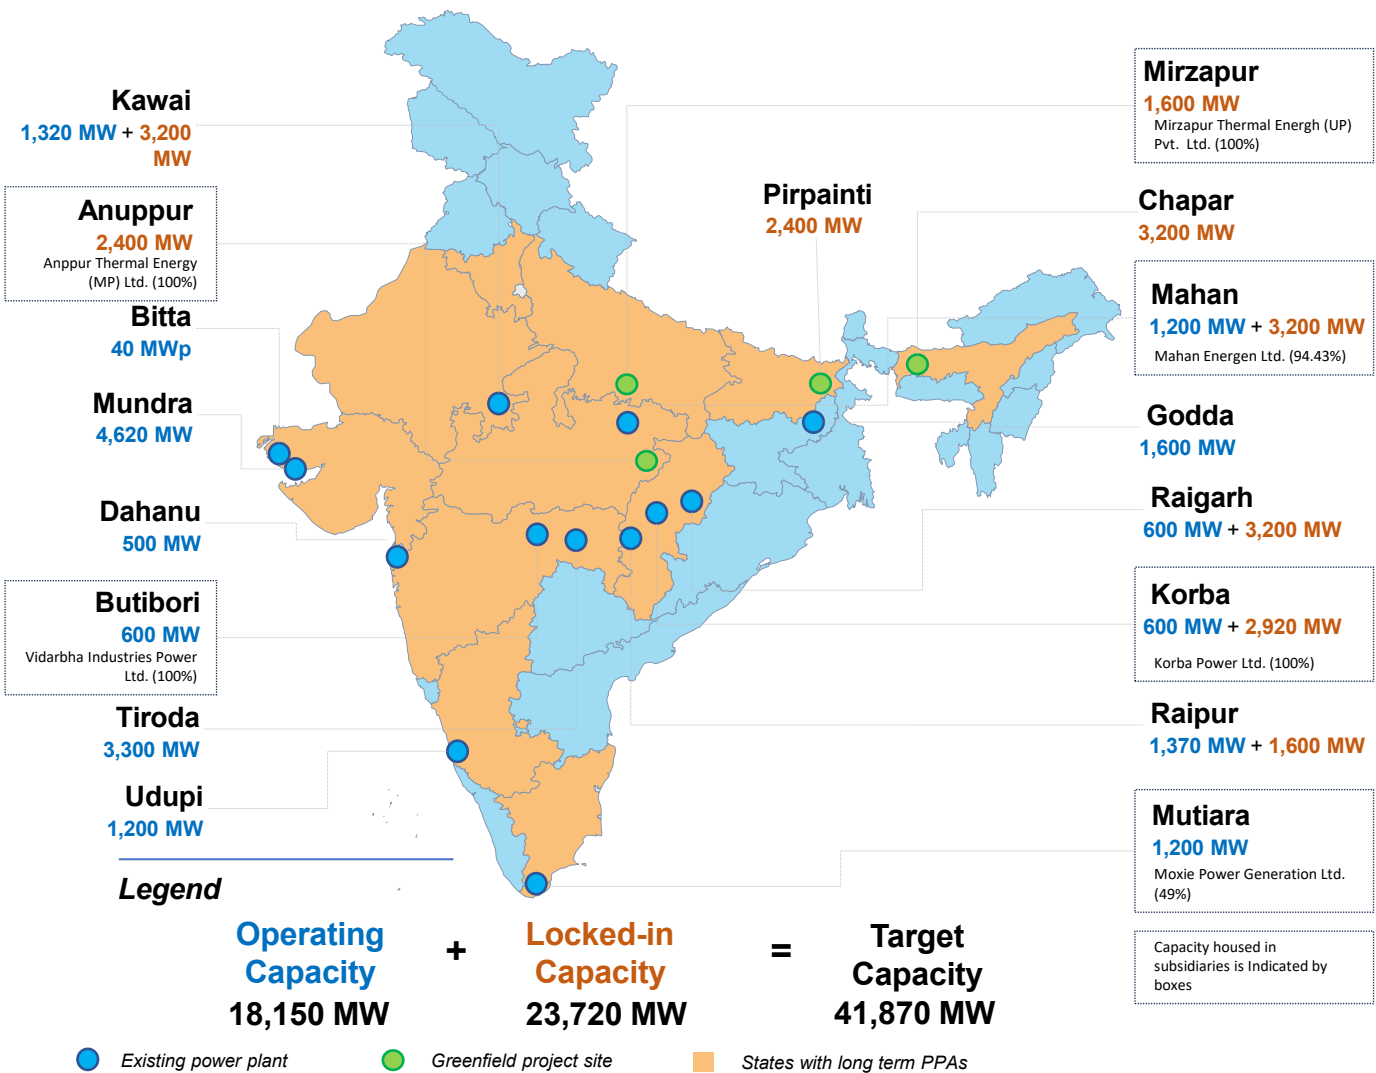 Kawai
1,320 MW + 3,200
MW
Anuppur
2,400 MW
Anppur Thermal Energy
(MP) Ltd. (100%)
Bitta
40 MWp
Mundra
4,620 MW
Dahanu
500 MW
Butibori
600 MW
Vidarbha Industries Power
Ltd. (100%)
Tiroda
3,300 MW
Udupi
1,200 MW
Pirpainti
2,400 MW
Mirzapur
1,600 MW
Mirzapur Thermal Energh (UP)
Pvt. Ltd. (100%)
Chapar
3,200 MW
Mahan
1,200 MW + 3,200 MW
Mahan Energen Ltd. (94.43%)
Godda
1,600 MW
Raigarh
600 MW + 3,200 MW
Korba
600 MW + 2,920 MW
Korba Power Ltd. (100%)
Raipur
1,370 MW + 1,600 MW
Mutiara
1,200 MW
Moxie Power Generation Ltd.
(49%)
Capacity housed in
subsidiaries is Indicated by
boxes
Legend
Operating
Capacity
18,150 MW
+
Locked-in
Capacity
23,720 MW
=
Target
Capacity
41,870 MW
Existing power plant
Greenfield project site
States with long term PPAs